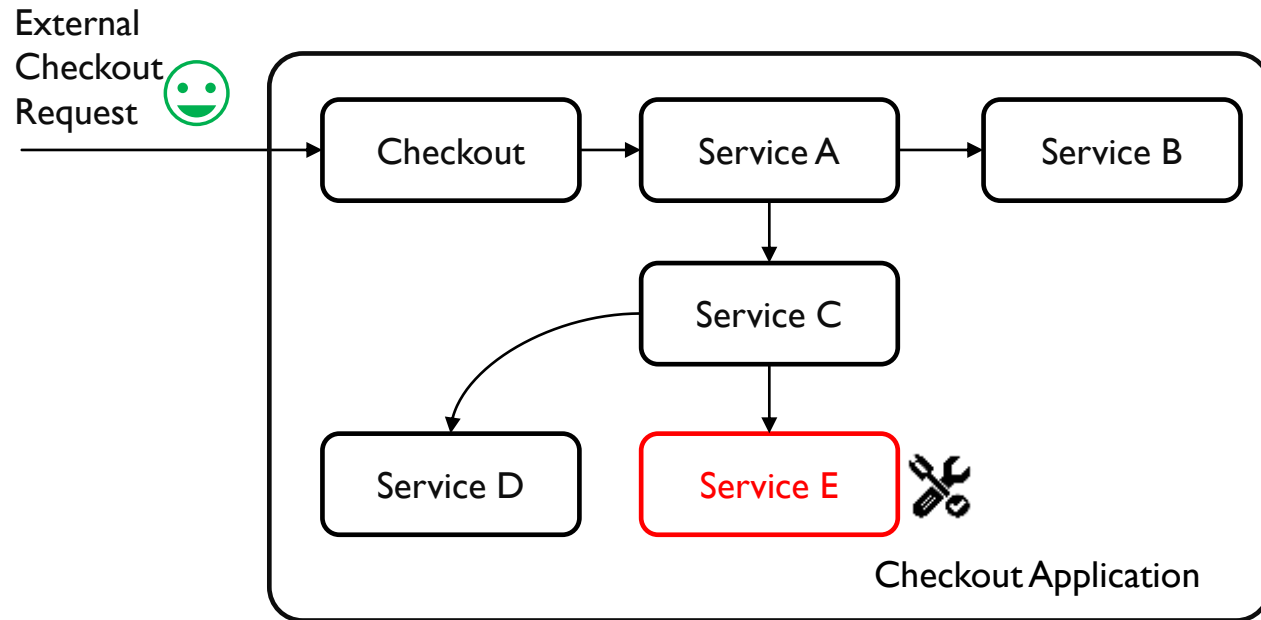 External
Checkout
Request
Checkout
Service A
Service B
Service C
Service D
Service E
Checkout Application